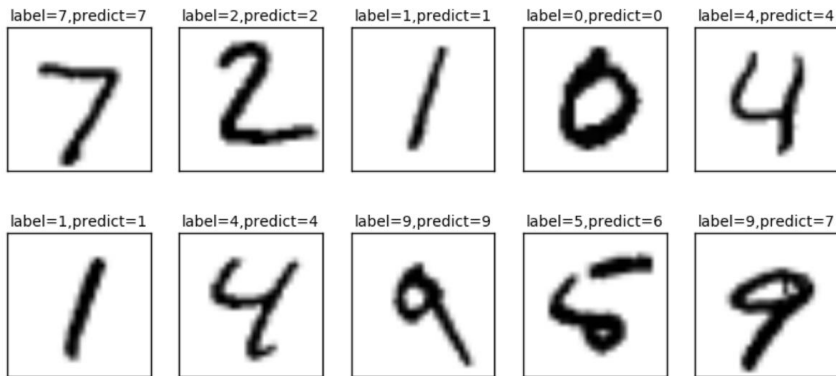 label=7,predict=7 label=2,predict=2 label=1,predict=1 label=0,predict=0 label=4,predict=4
7 2 1 0 4
label=1,predict=1 label=4,predict=4 label=9,predict=9 label=5,predict=6 label=9,predict=7
1 4 9 5 9